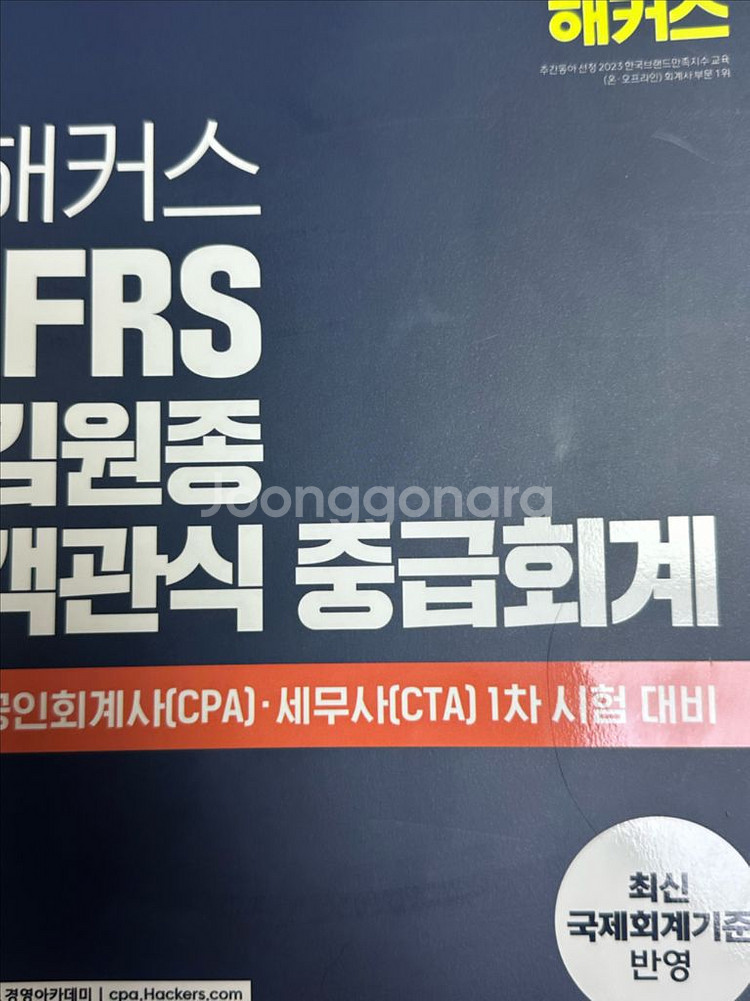 해커스
주간동아 선정 2023 한국브랜드만족지수 교육
(온·오프라인) 회계사 부문 1위
해커스
IFRS
김원종
객관식 중급회계
Joonggonara
공인회계사(CPA)·세무사(CTA) 1차 시험 대비
최신
국제회계기준
반영
경영아카데미 | cpa.Hackers.com